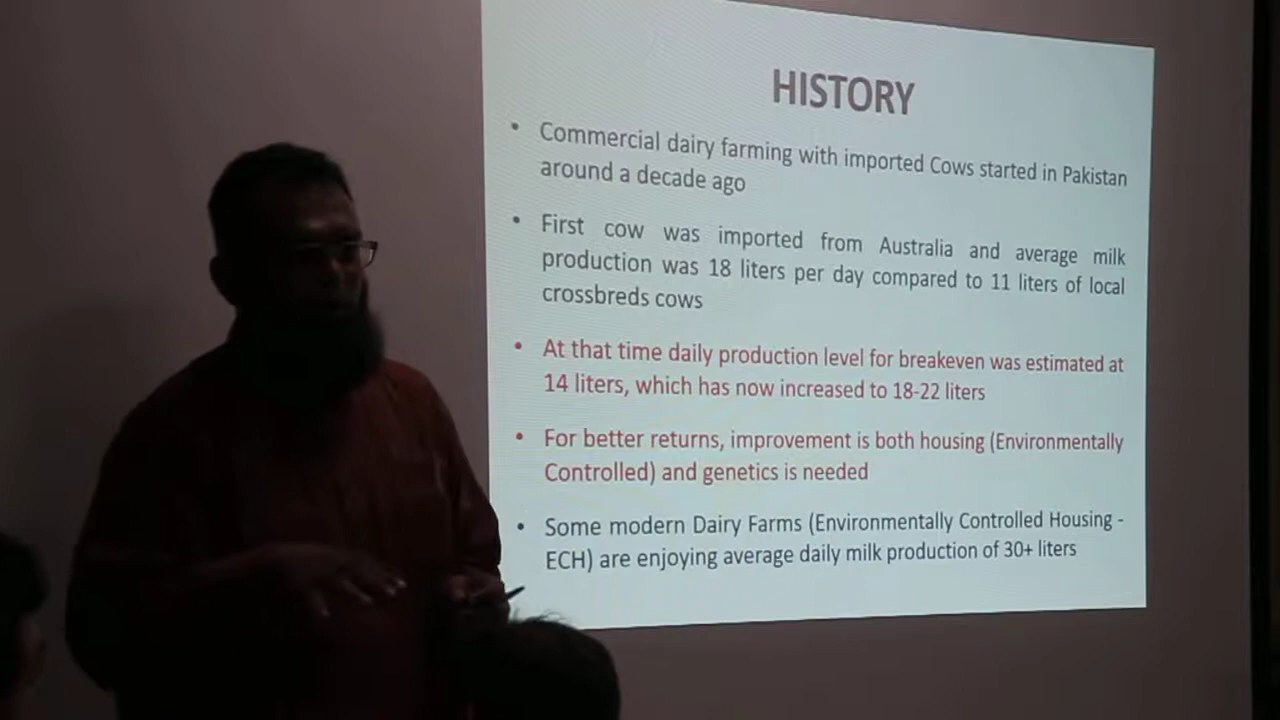 HISTORY
• Commercial dairy farming with imported Cows started in Pakistan
around a decade ago
• First cow was imported from Australia and average milk
production was 18 liters per day compared to 11 liters of local
crossbreds cows
• At that time daily production level for breakeven was estimated at
14 liters, which has now increased to 18-22 liters
• For better returns, improvement is both housing (Environmentally
Controlled) and genetics is needed
• Some modern Dairy Farms (Environmentally Controlled Housing -
ECH) are enjoying average daily milk production of 30+ liters